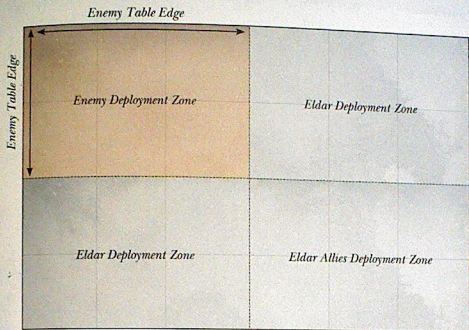 Enemy Table Edge
Enemy Table Edge
Enemy Deployment Zone
Eldar Deployment Zone
Eldar Deployment Zone
Eldar Allies Deployment Zone